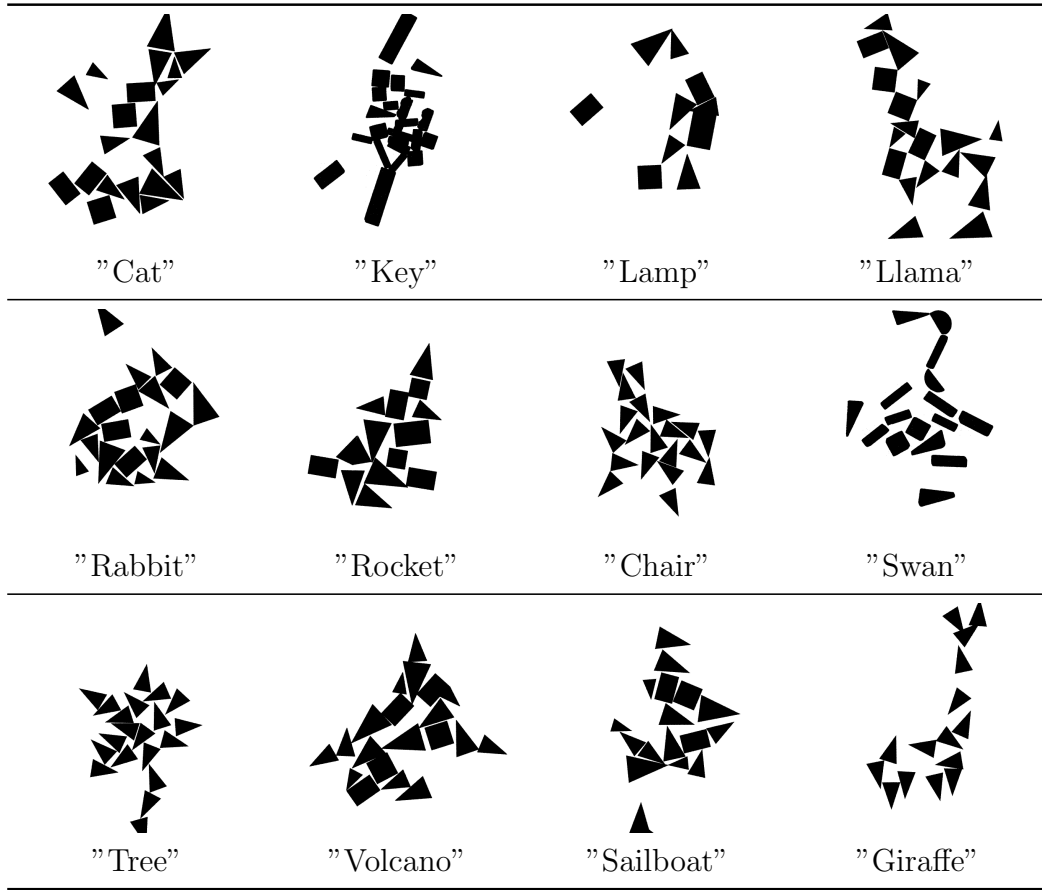 ”Cat” ”Key” ”Lamp” ”Llama”
”Rabbit” ”Rocket” ”Chair” ”Swan”
”Tree” ”Volcano” ”Sailboat” ”Giraffe”